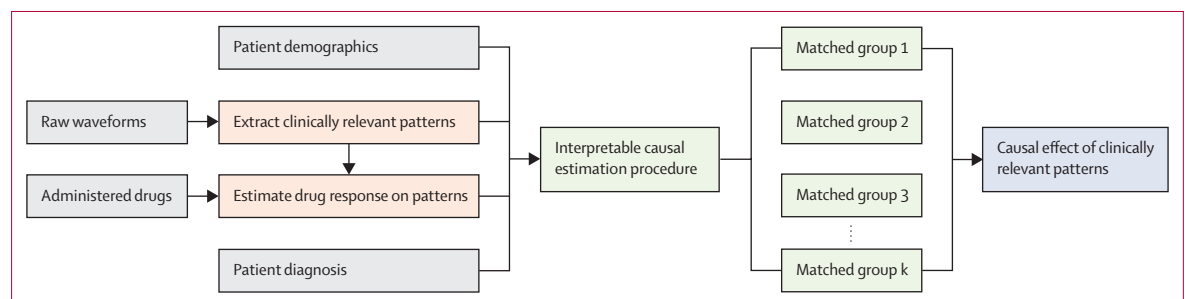 Patient demographics
Raw waveforms
Extract clinically relevant patterns
Administered drugs
Estimate drug response on patterns
Patient diagnosis
Interpretable causal
estimation procedure
Matched group 1
Matched group 2
Matched group 3
Matched group k
Causal effect of clinically
relevant patterns